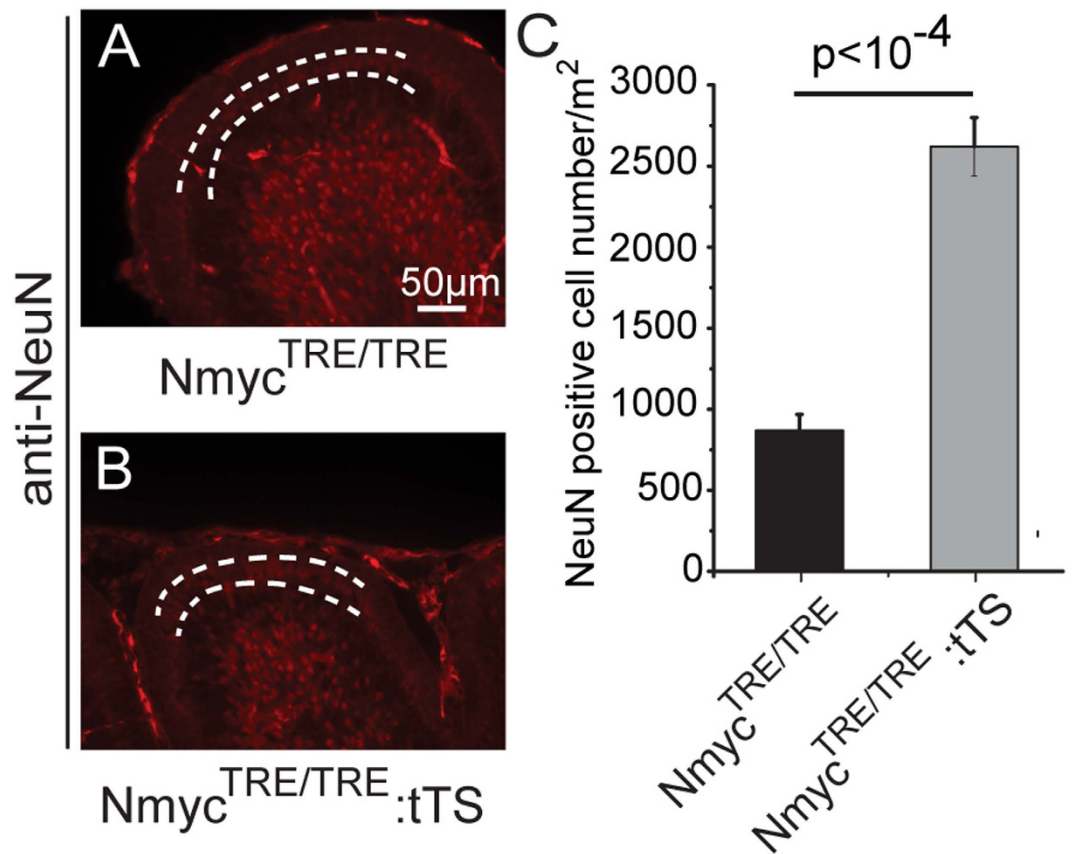 A
50μm
Nmyc^TRE/TRE
anti-NeuN
B
Nmyc^TRE/TRE:tTS
C
p<10^-4
NeuN positive cell number/m^2
3000
2500
2000
1500
1000
500
0
Nmyc^TRE/TRE
Nmyc^TRE/TRE:tTS